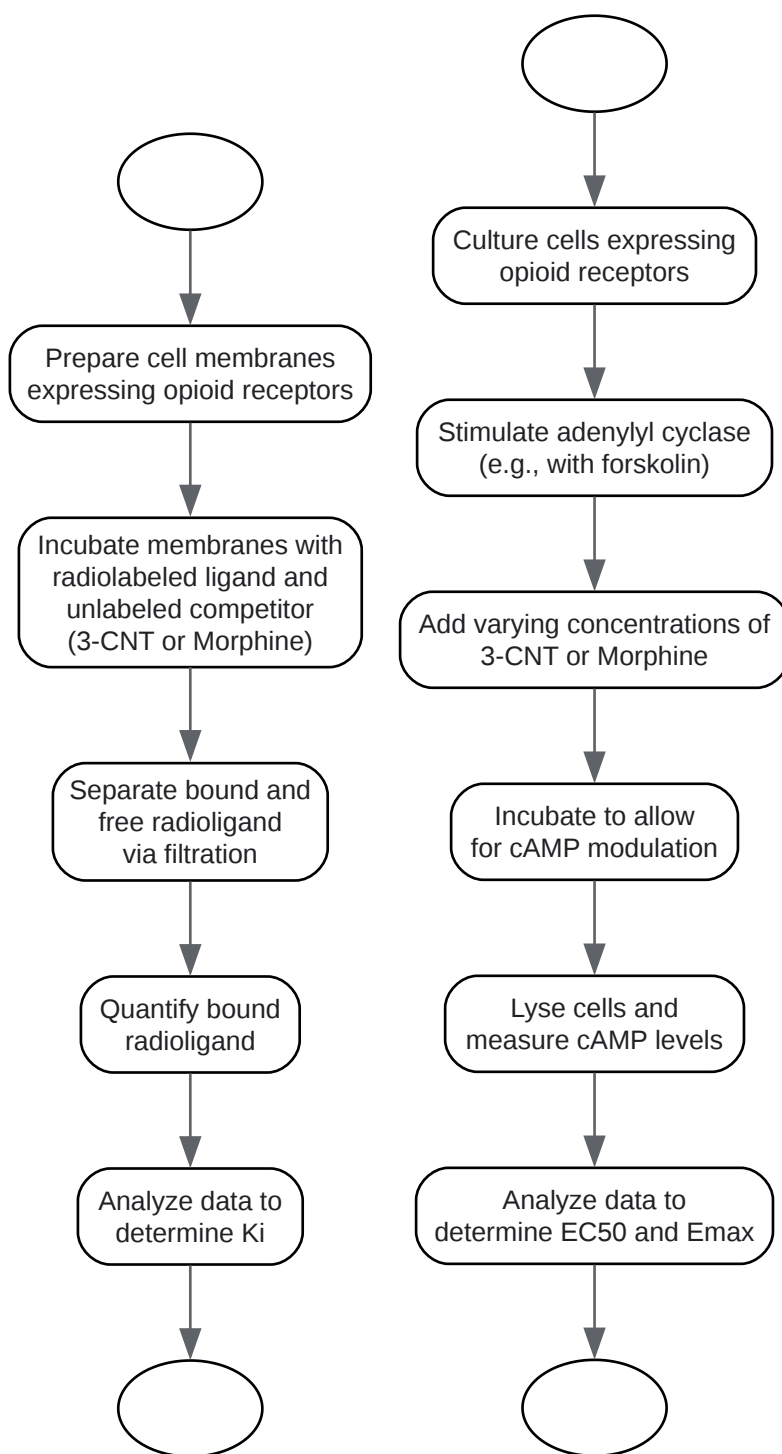 Prepare cell membranes
expressing opioid receptors
Incubate membranes with
radiolabeled ligand and
unlabeled competitor
(3-CNT or Morphine)
Separate bound and
free radioligand
via filtration
Quantify bound
radioligand
Analyze data to
determine Ki
Culture cells expressing
opioid receptors
Stimulate adenylyl cyclase
(e.g., with forskolin)
Add varying concentrations of
3-CNT or Morphine
Incubate to allow
for cAMP modulation
Lyse cells and
measure cAMP levels
Analyze data to
determine EC50 and Emax